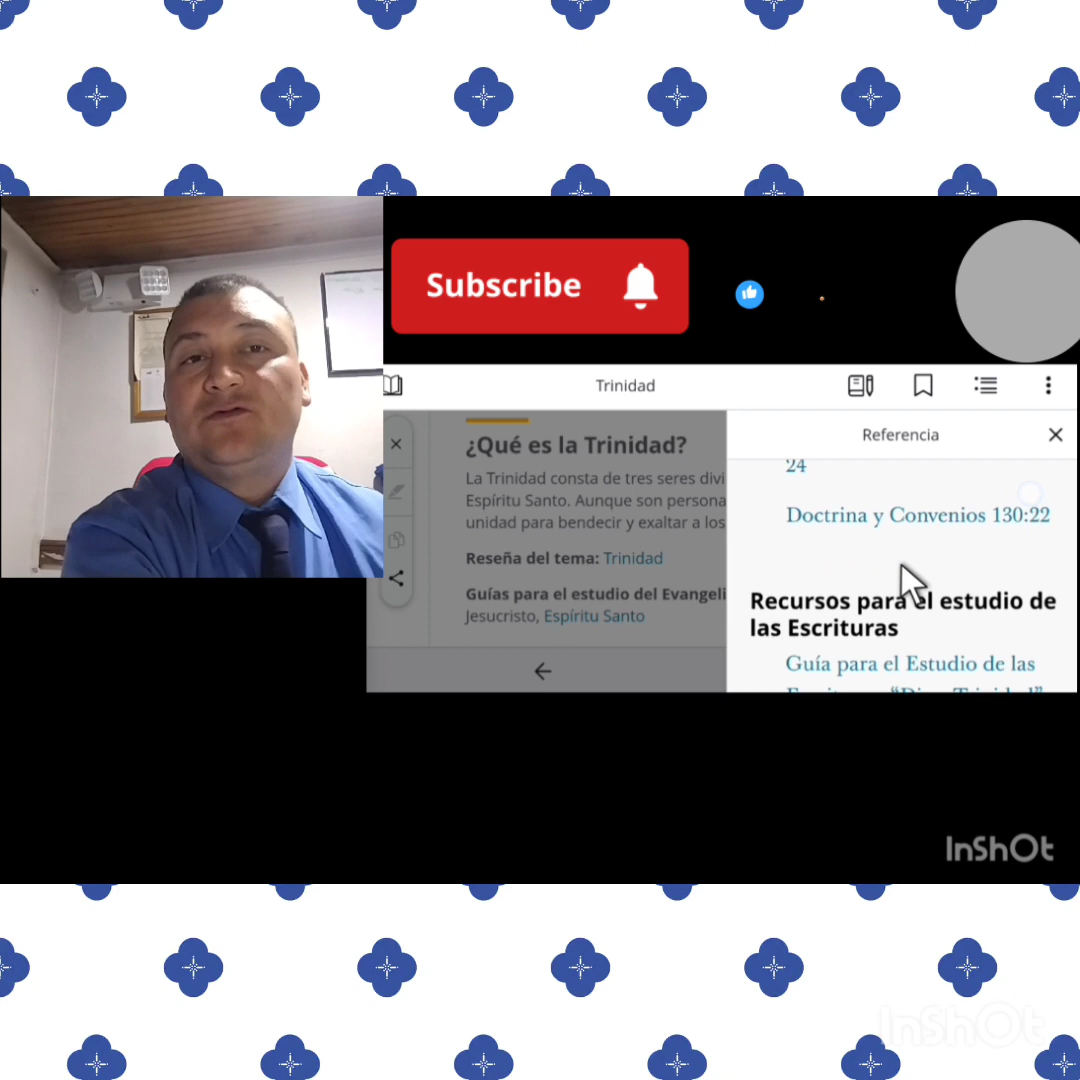 Subscribe
Trinidad
¿Qué es la Trinidad?
La Trinidad consta de tres seres divi
Espíritu Santo. Aunque son persona
unidad para bendecir y exaltar a los
Reseña del tema: Trinidad
Guías para el estudio del Evangeli
Jesucristo, Espíritu Santo
Referencia
24
Doctrina y Convenios 130:22
Recursos para el estudio de
las Escrituras
Guía para el Estudio de las
InShOt
InShOt